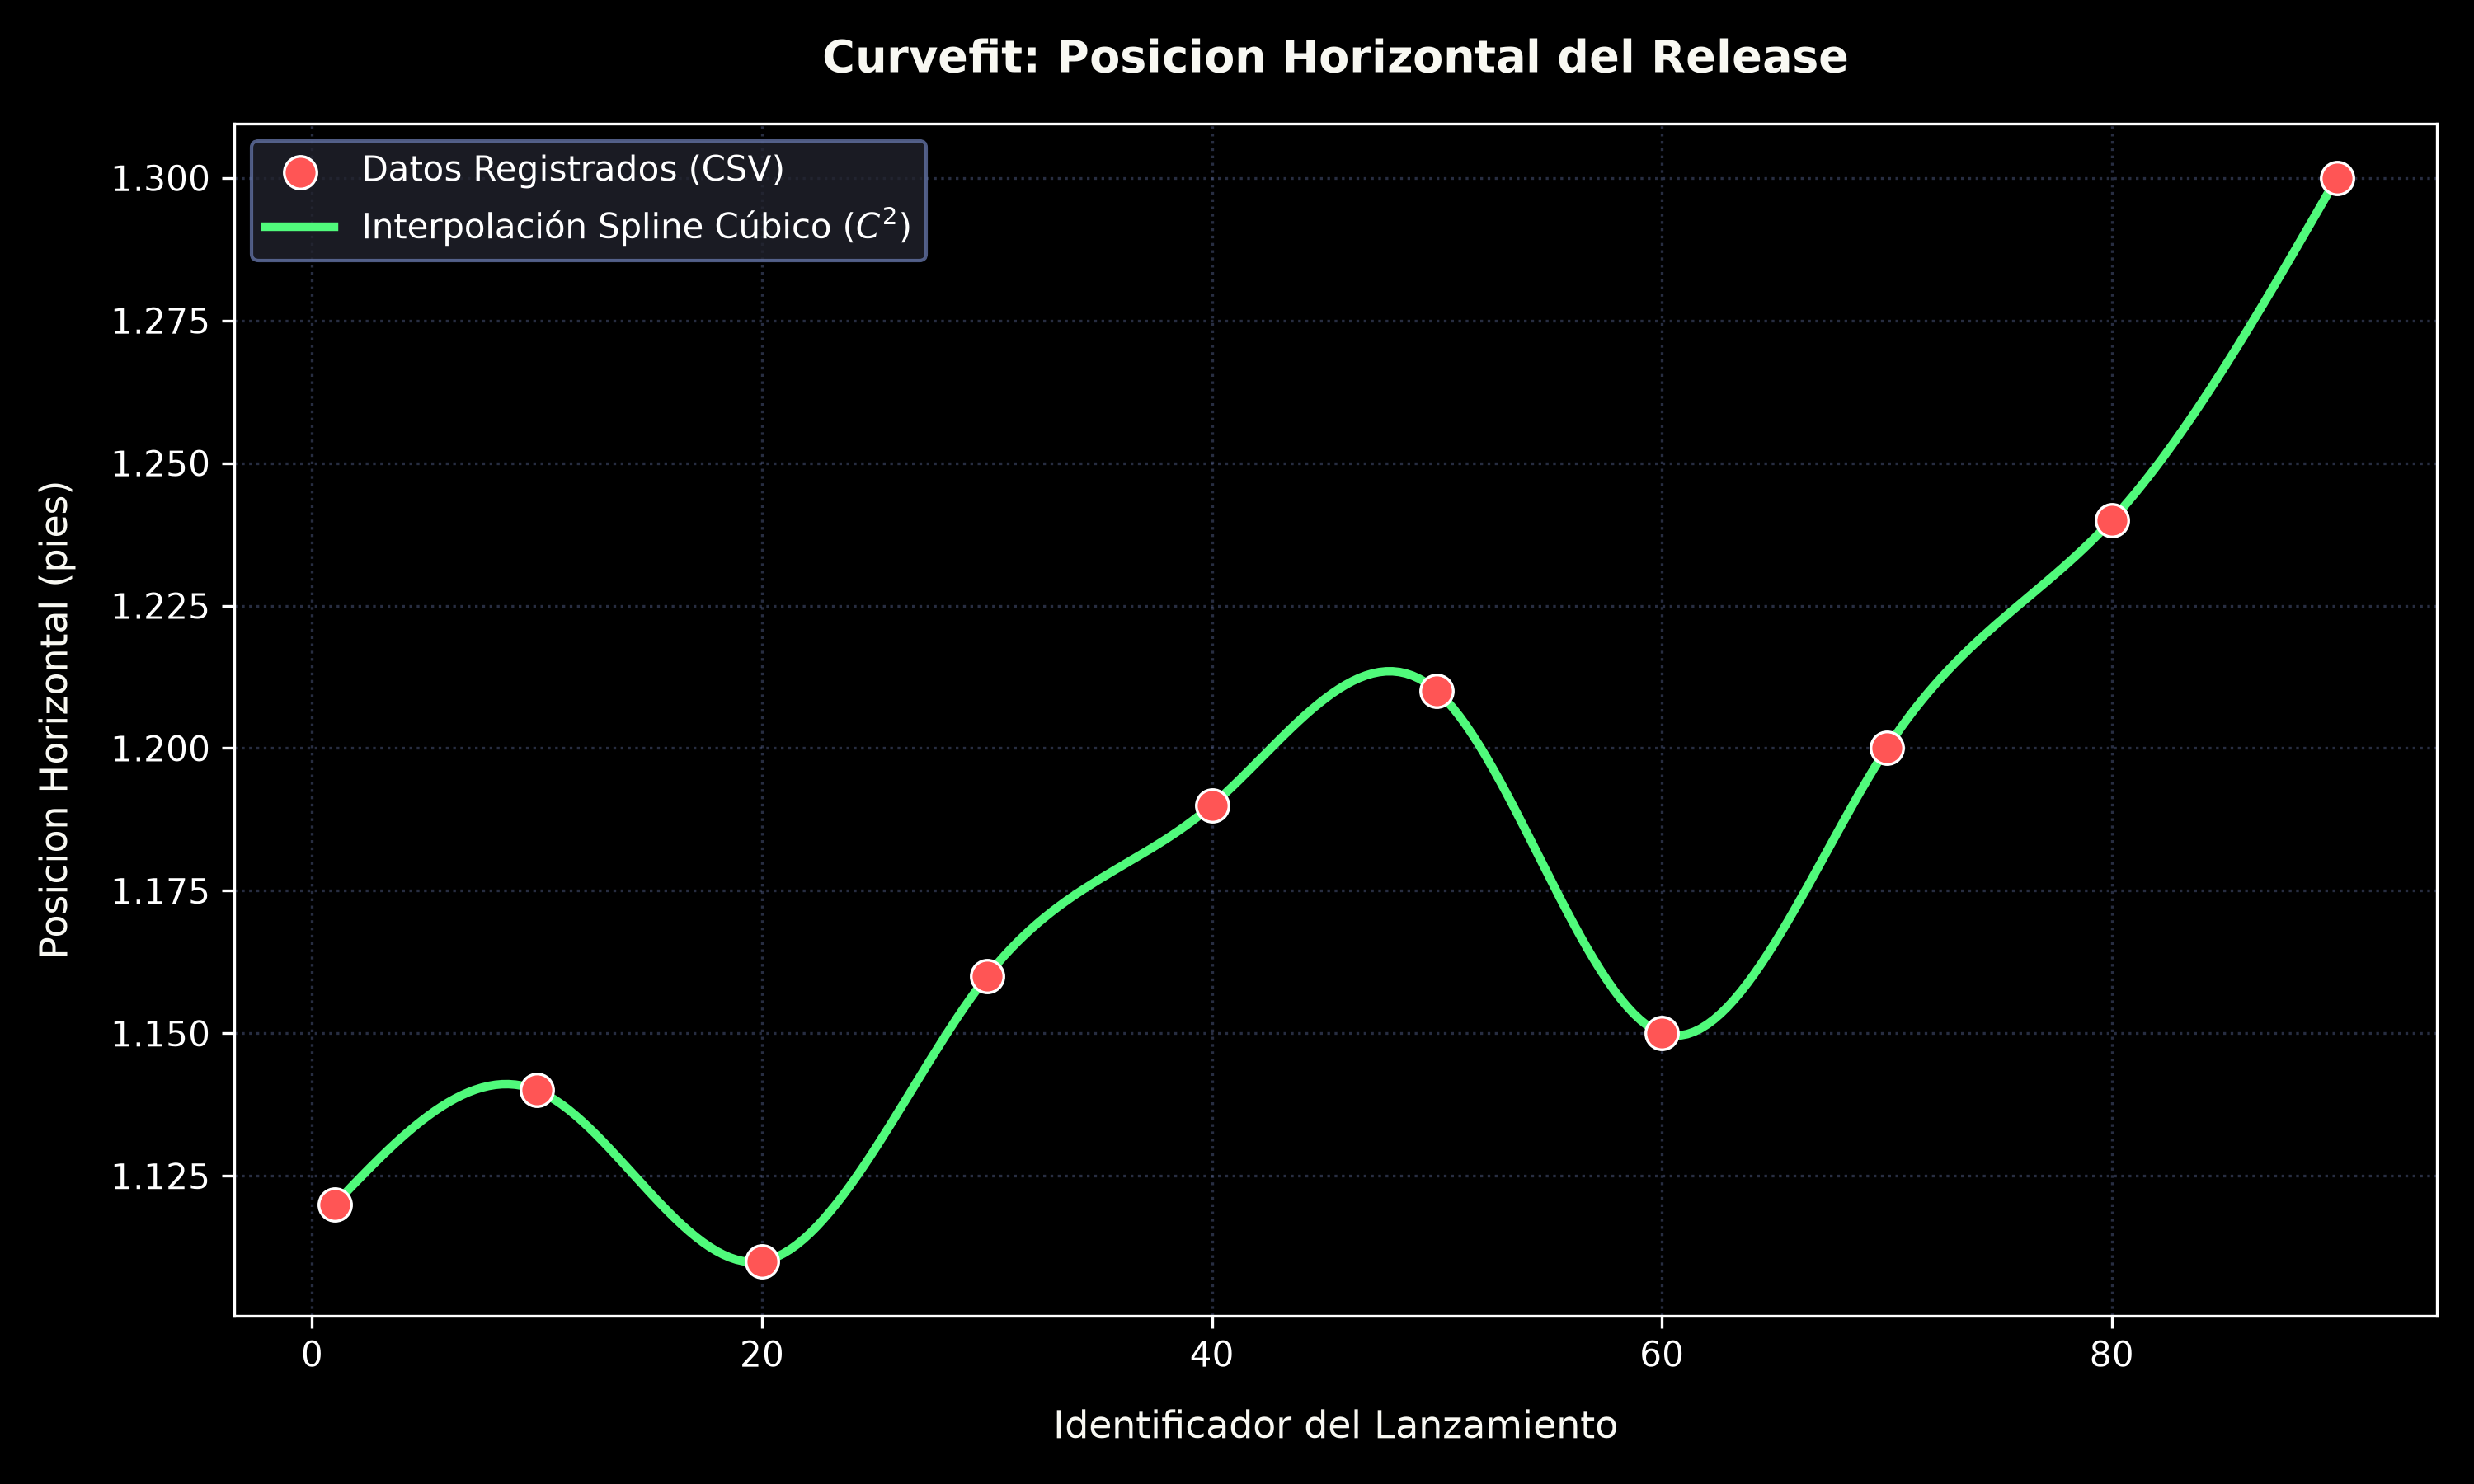 Curvefit: Posicion Horizontal del Release
Datos Registrados (CSV)
Interpolación Spline Cúbico (C²)
Posicion Horizontal (pies)
1.300
1.275
1.250
1.225
1.200
1.175
1.150
1.125
0 20 40 60 80
Identificador del Lanzamiento